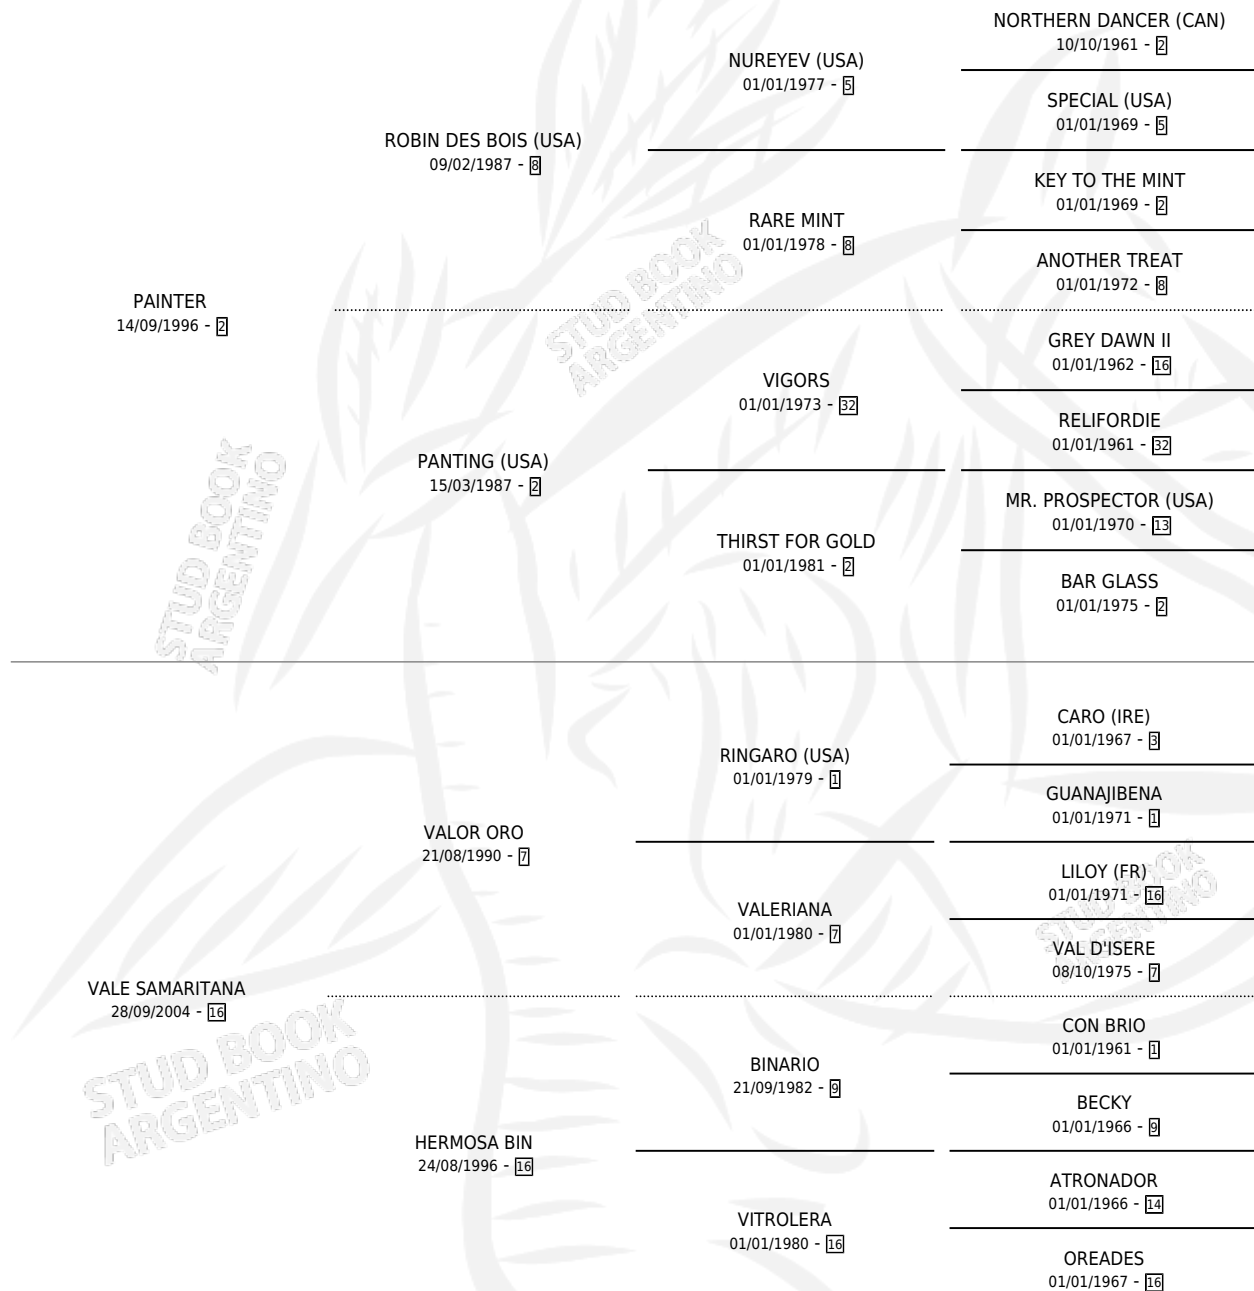 NORTHERN DANCER (CAN)
10/10/1961 - 2
NUREYEV (USA)
01/01/1977 - 5
SPECIAL (USA)
01/01/1969 - 5
ROBIN DES BOIS (USA)
09/02/1987 - 8
KEY TO THE MINT
01/01/1969 - 2
RARE MINT
01/01/1978 - 8
ANOTHER TREAT
01/01/1972 - 8
PAINTER
14/09/1996 - 2
GREY DAWN II
01/01/1962 - 16
VIGORS
01/01/1973 - 32
RELIFORDIE
01/01/1961 - 32
PANTING (USA)
15/03/1987 - 2
MR. PROSPECTOR (USA)
01/01/1970 - 13
THIRST FOR GOLD
01/01/1981 - 2
BAR GLASS
01/01/1975 - 2
CARO (IRE)
01/01/1967 - 3
RINGARO (USA)
01/01/1979 - 1
GUANAJIBENA
01/01/1971 - 1
VALOR ORO
21/08/1990 - 7
LILOY (FR)
01/01/1971 - 16
VALERIANA
01/01/1980 - 7
VAL D'ISERE
08/10/1975 - 7
VALE SAMARITANA
28/09/2004 - 16
CON BRIO
01/01/1961 - 1
BINARIO
21/09/1982 - 9
BECKY
01/01/1966 - 9
HERMOSA BIN
24/08/1996 - 16
ATRONADOR
01/01/1966 - 14
VITROLERA
01/01/1980 - 16
OREADES
01/01/1967 - 16
STUD BOOK
ARGENTINO
STUD BOOK
ARGENTINO
STUD BOOK
ARGENTINO
STUD BOOK
ARGENTINO